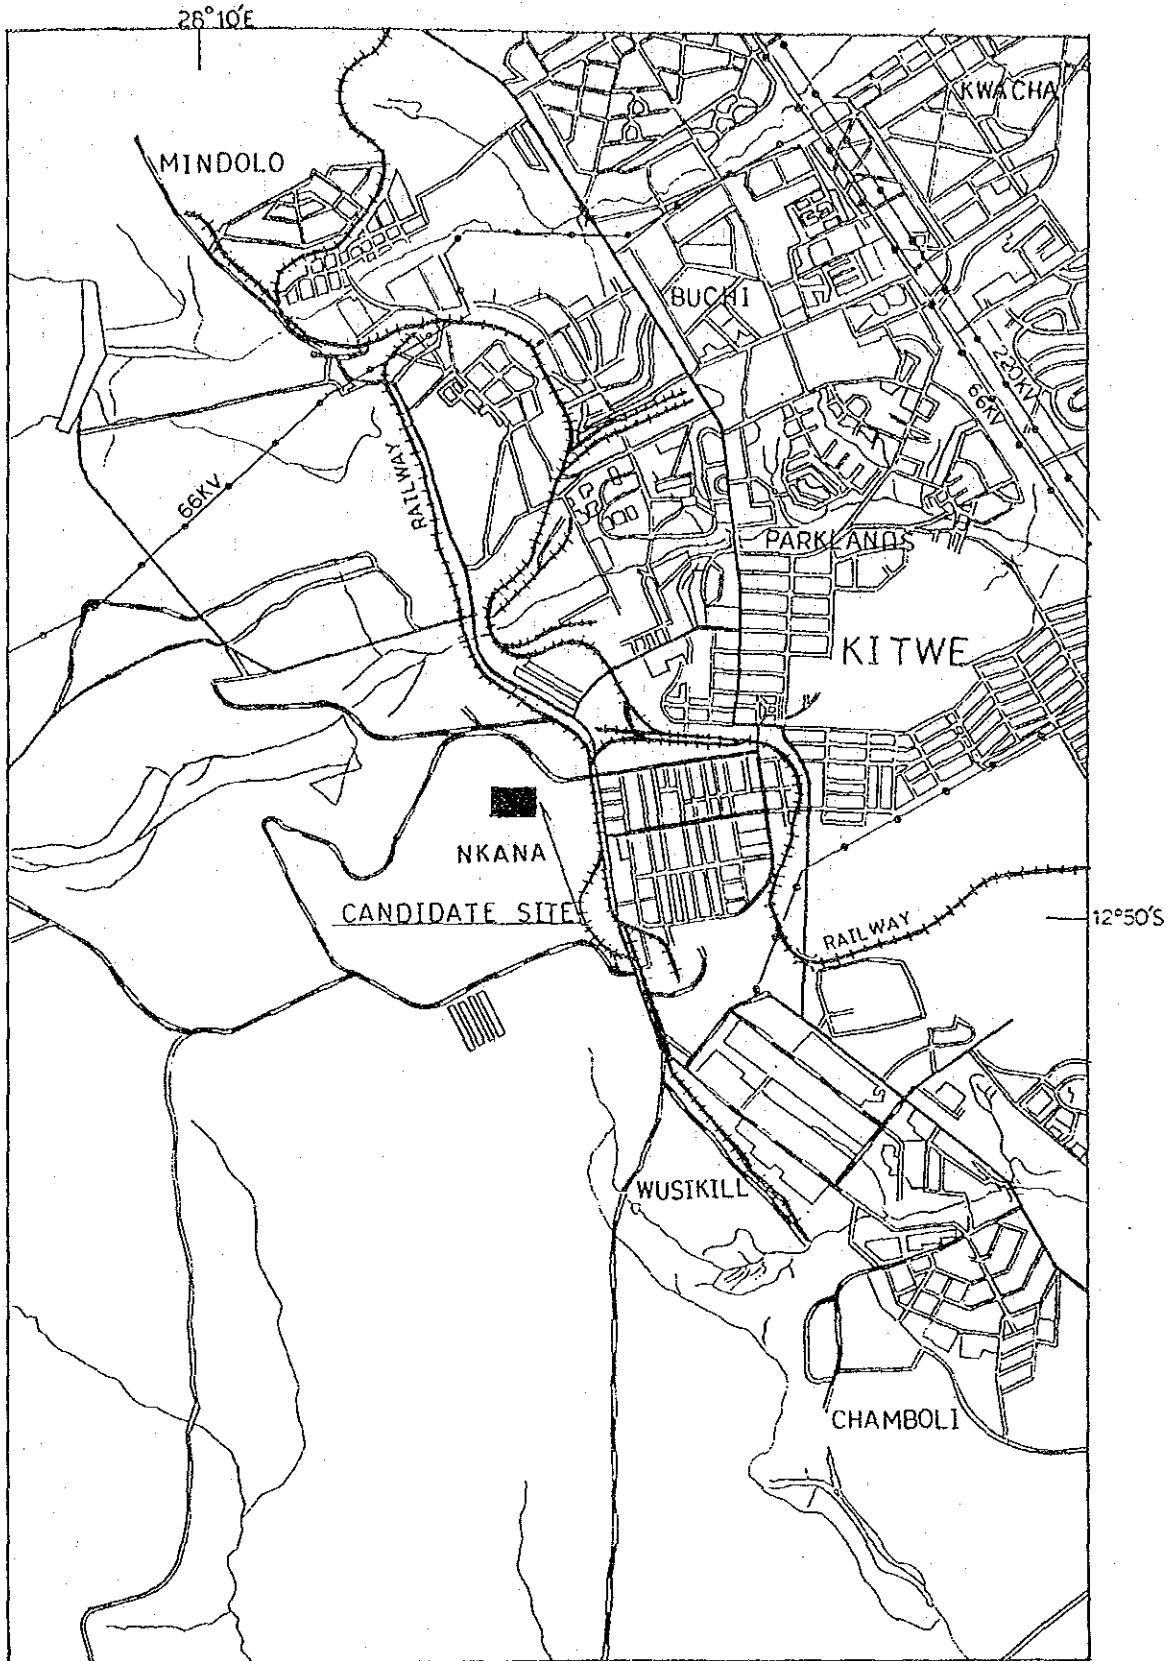 28°10'E
KWACHA
MINDOLO
BUCHI
220KV
66KV
RAILWAY
66KV
PARKLANDS
KITWE
NKANA
CANDIDATE SITE
12°50'S
RAILWAY
WUSIKILL
CHAMBOLI